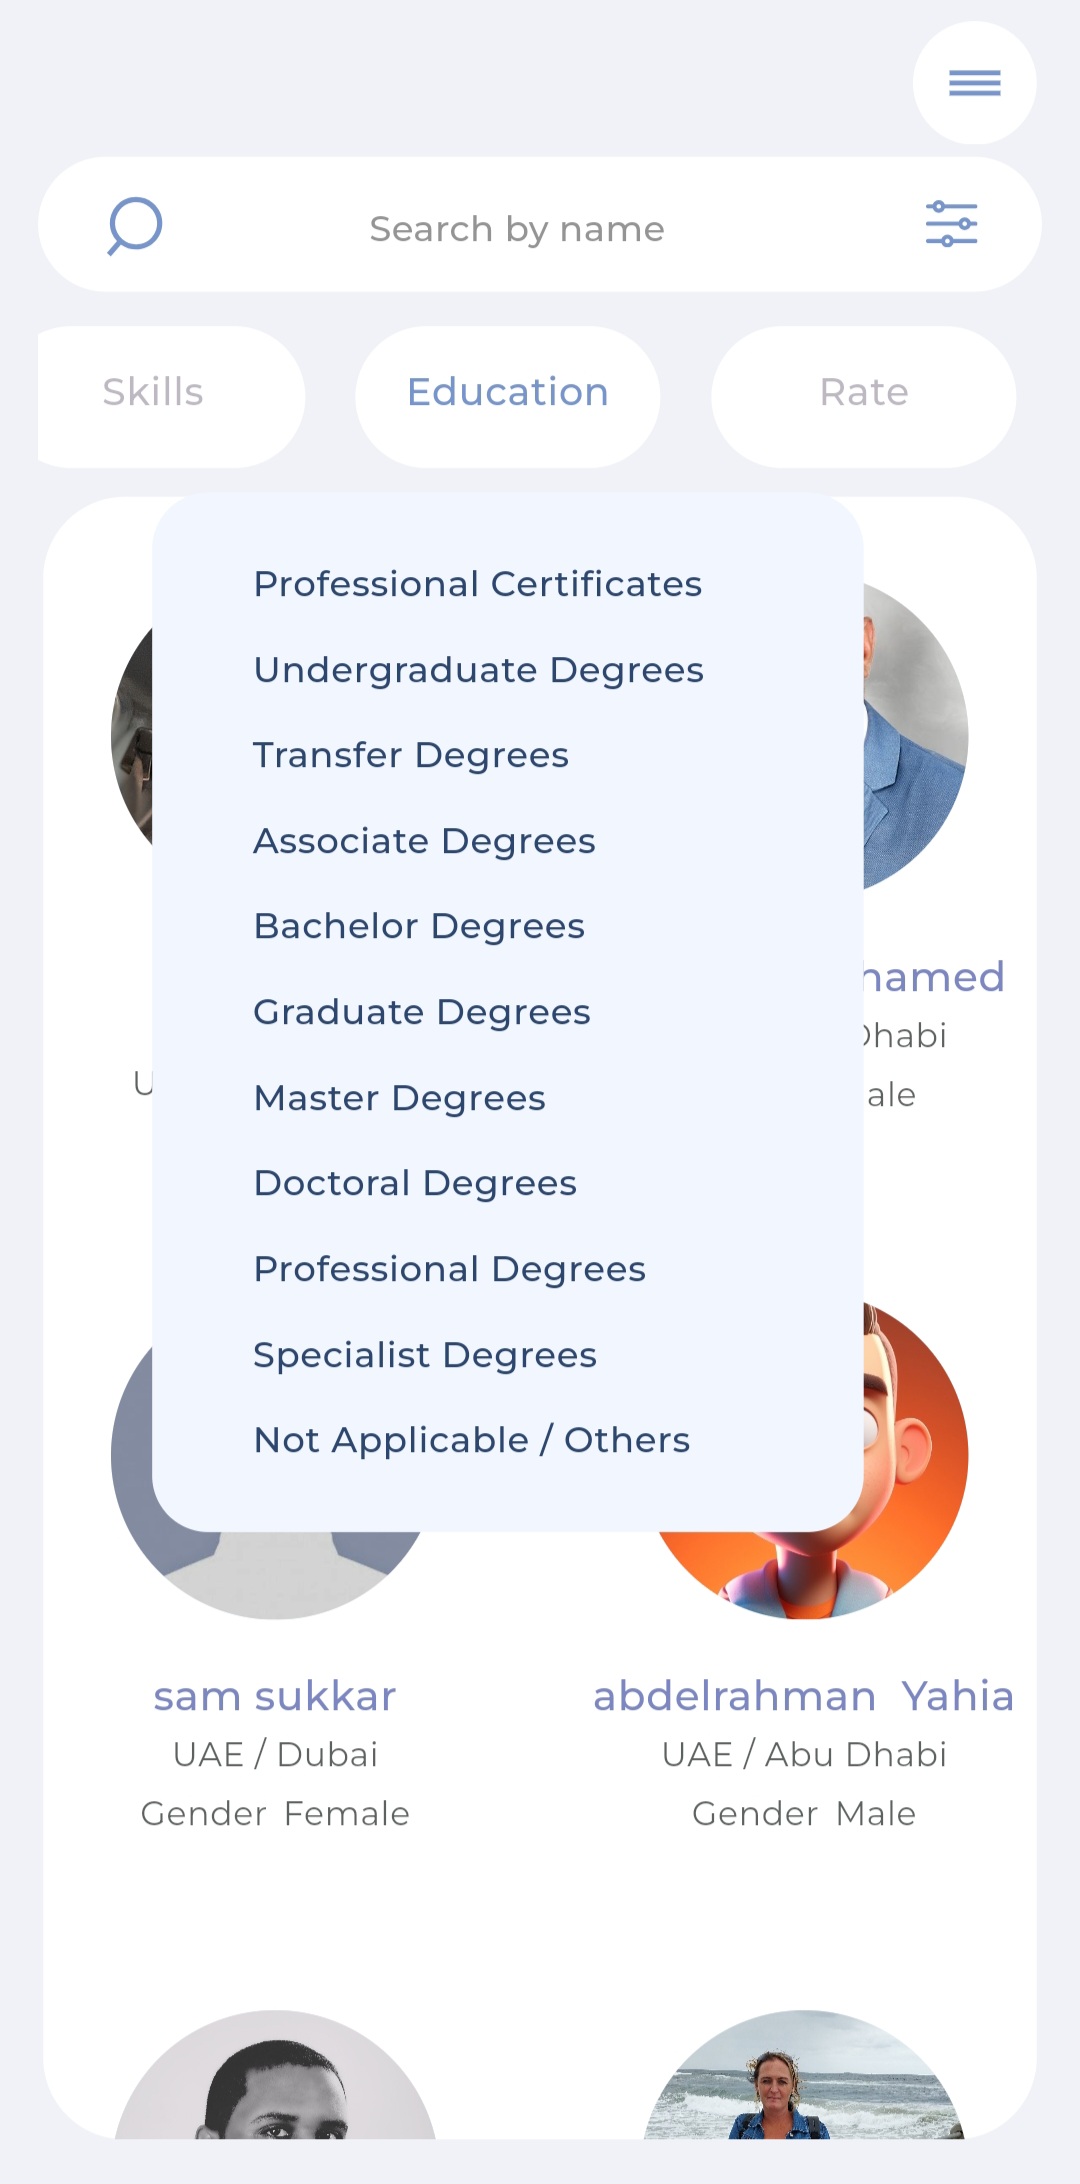 Search by name
Skills
Education
Rate
Professional Certificates
Undergraduate Degrees
Transfer Degrees
Associate Degrees
Bachelor Degrees
Graduate Degrees
Master Degrees
Doctoral Degrees
Professional Degrees
Specialist Degrees
Not Applicable / Others
sam sukkar
UAE / Dubai
Gender Female
abdelrahman Yahia
UAE / Abu Dhabi
Gender Male